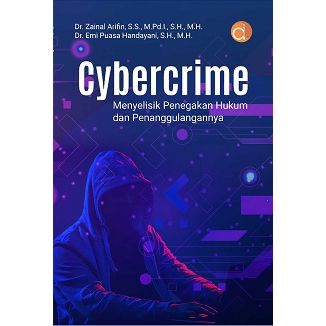 Dr. Zainal Arifin, S.S., M.Pd.I., S.H., M.H.
Dr. Emi Puasa Handayani, S.H., M.H.
Cybercrime
Menyelisik Penegakan Hukum
dan Penanggulangannya